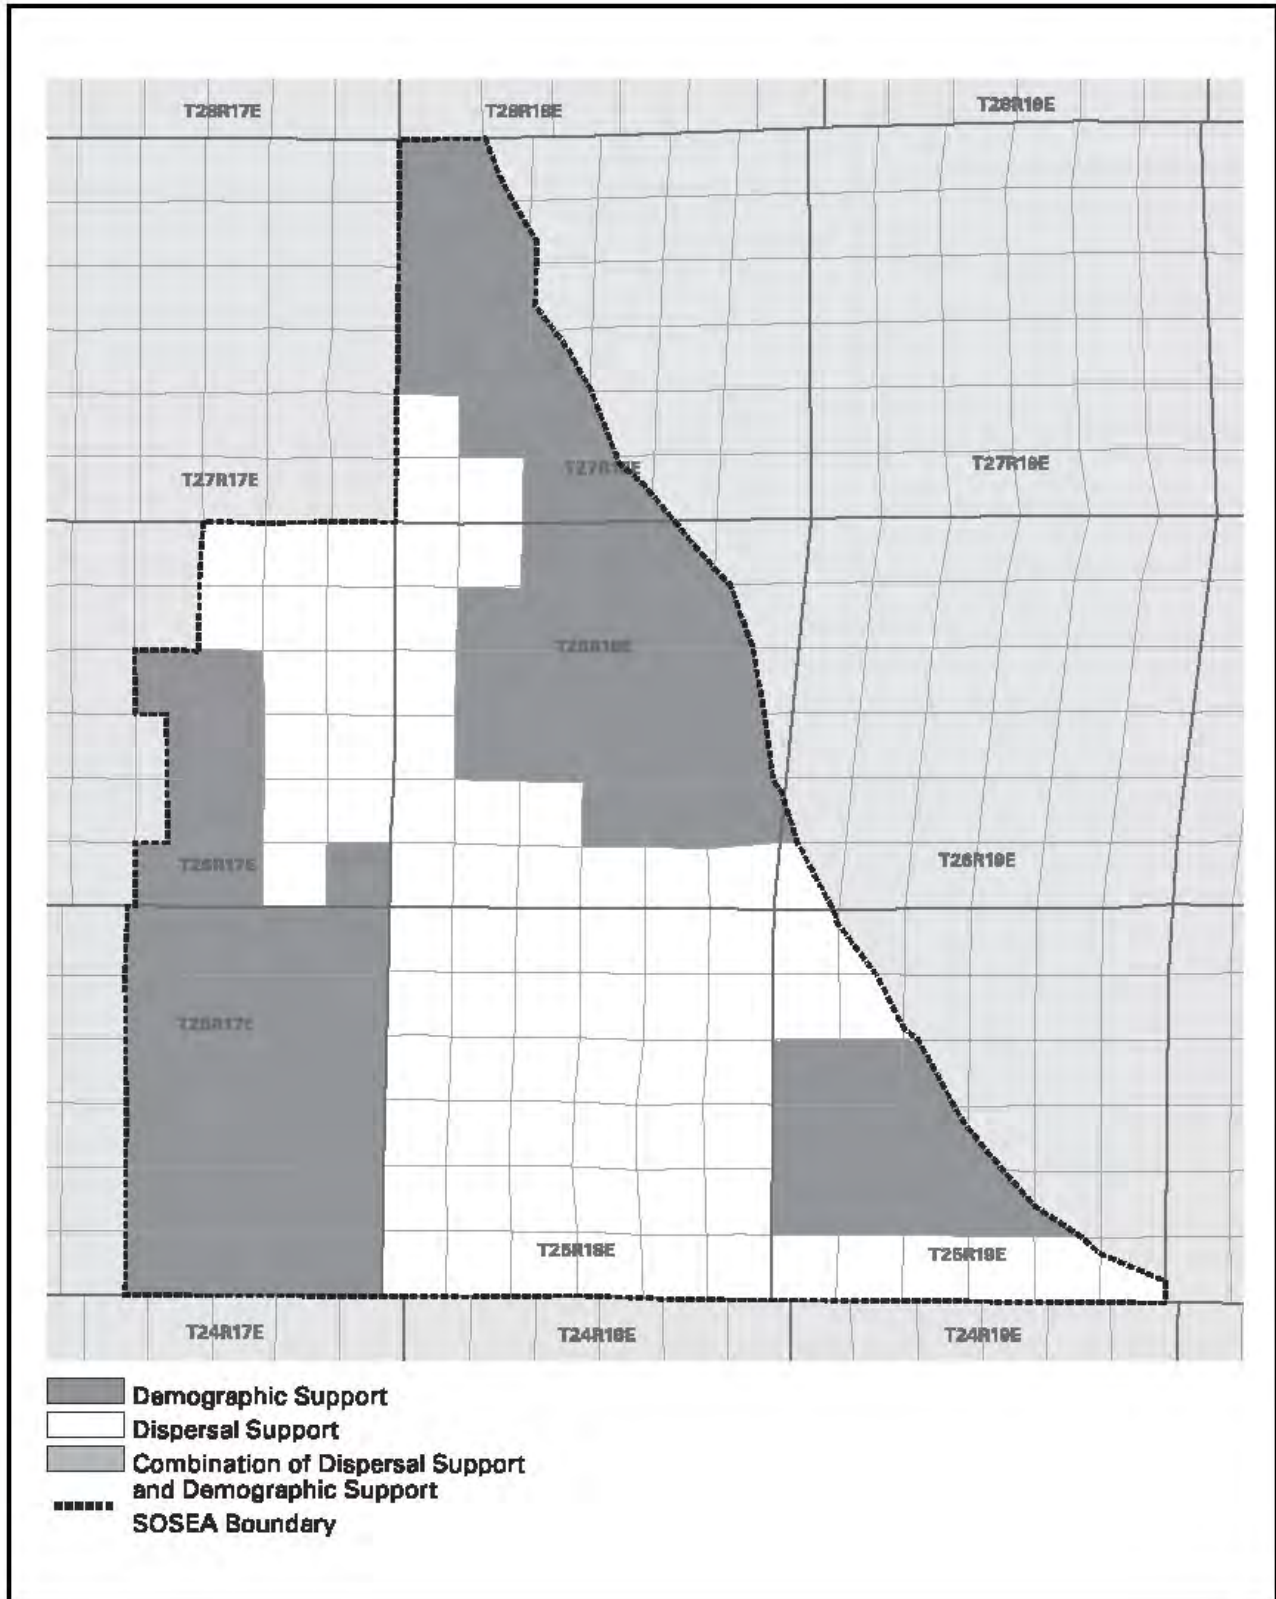 T28R17E T28R18E T28R19E
T27R17E T27R19E
T26R18E
T26R17E T26R19E
T25R17E
T25R18E T25R19E
T24R17E T24R18E T24R19E
Demographic Support
Dispersal Support
Combination of Dispersal Support
and Demographic Support
SOSEA Boundary